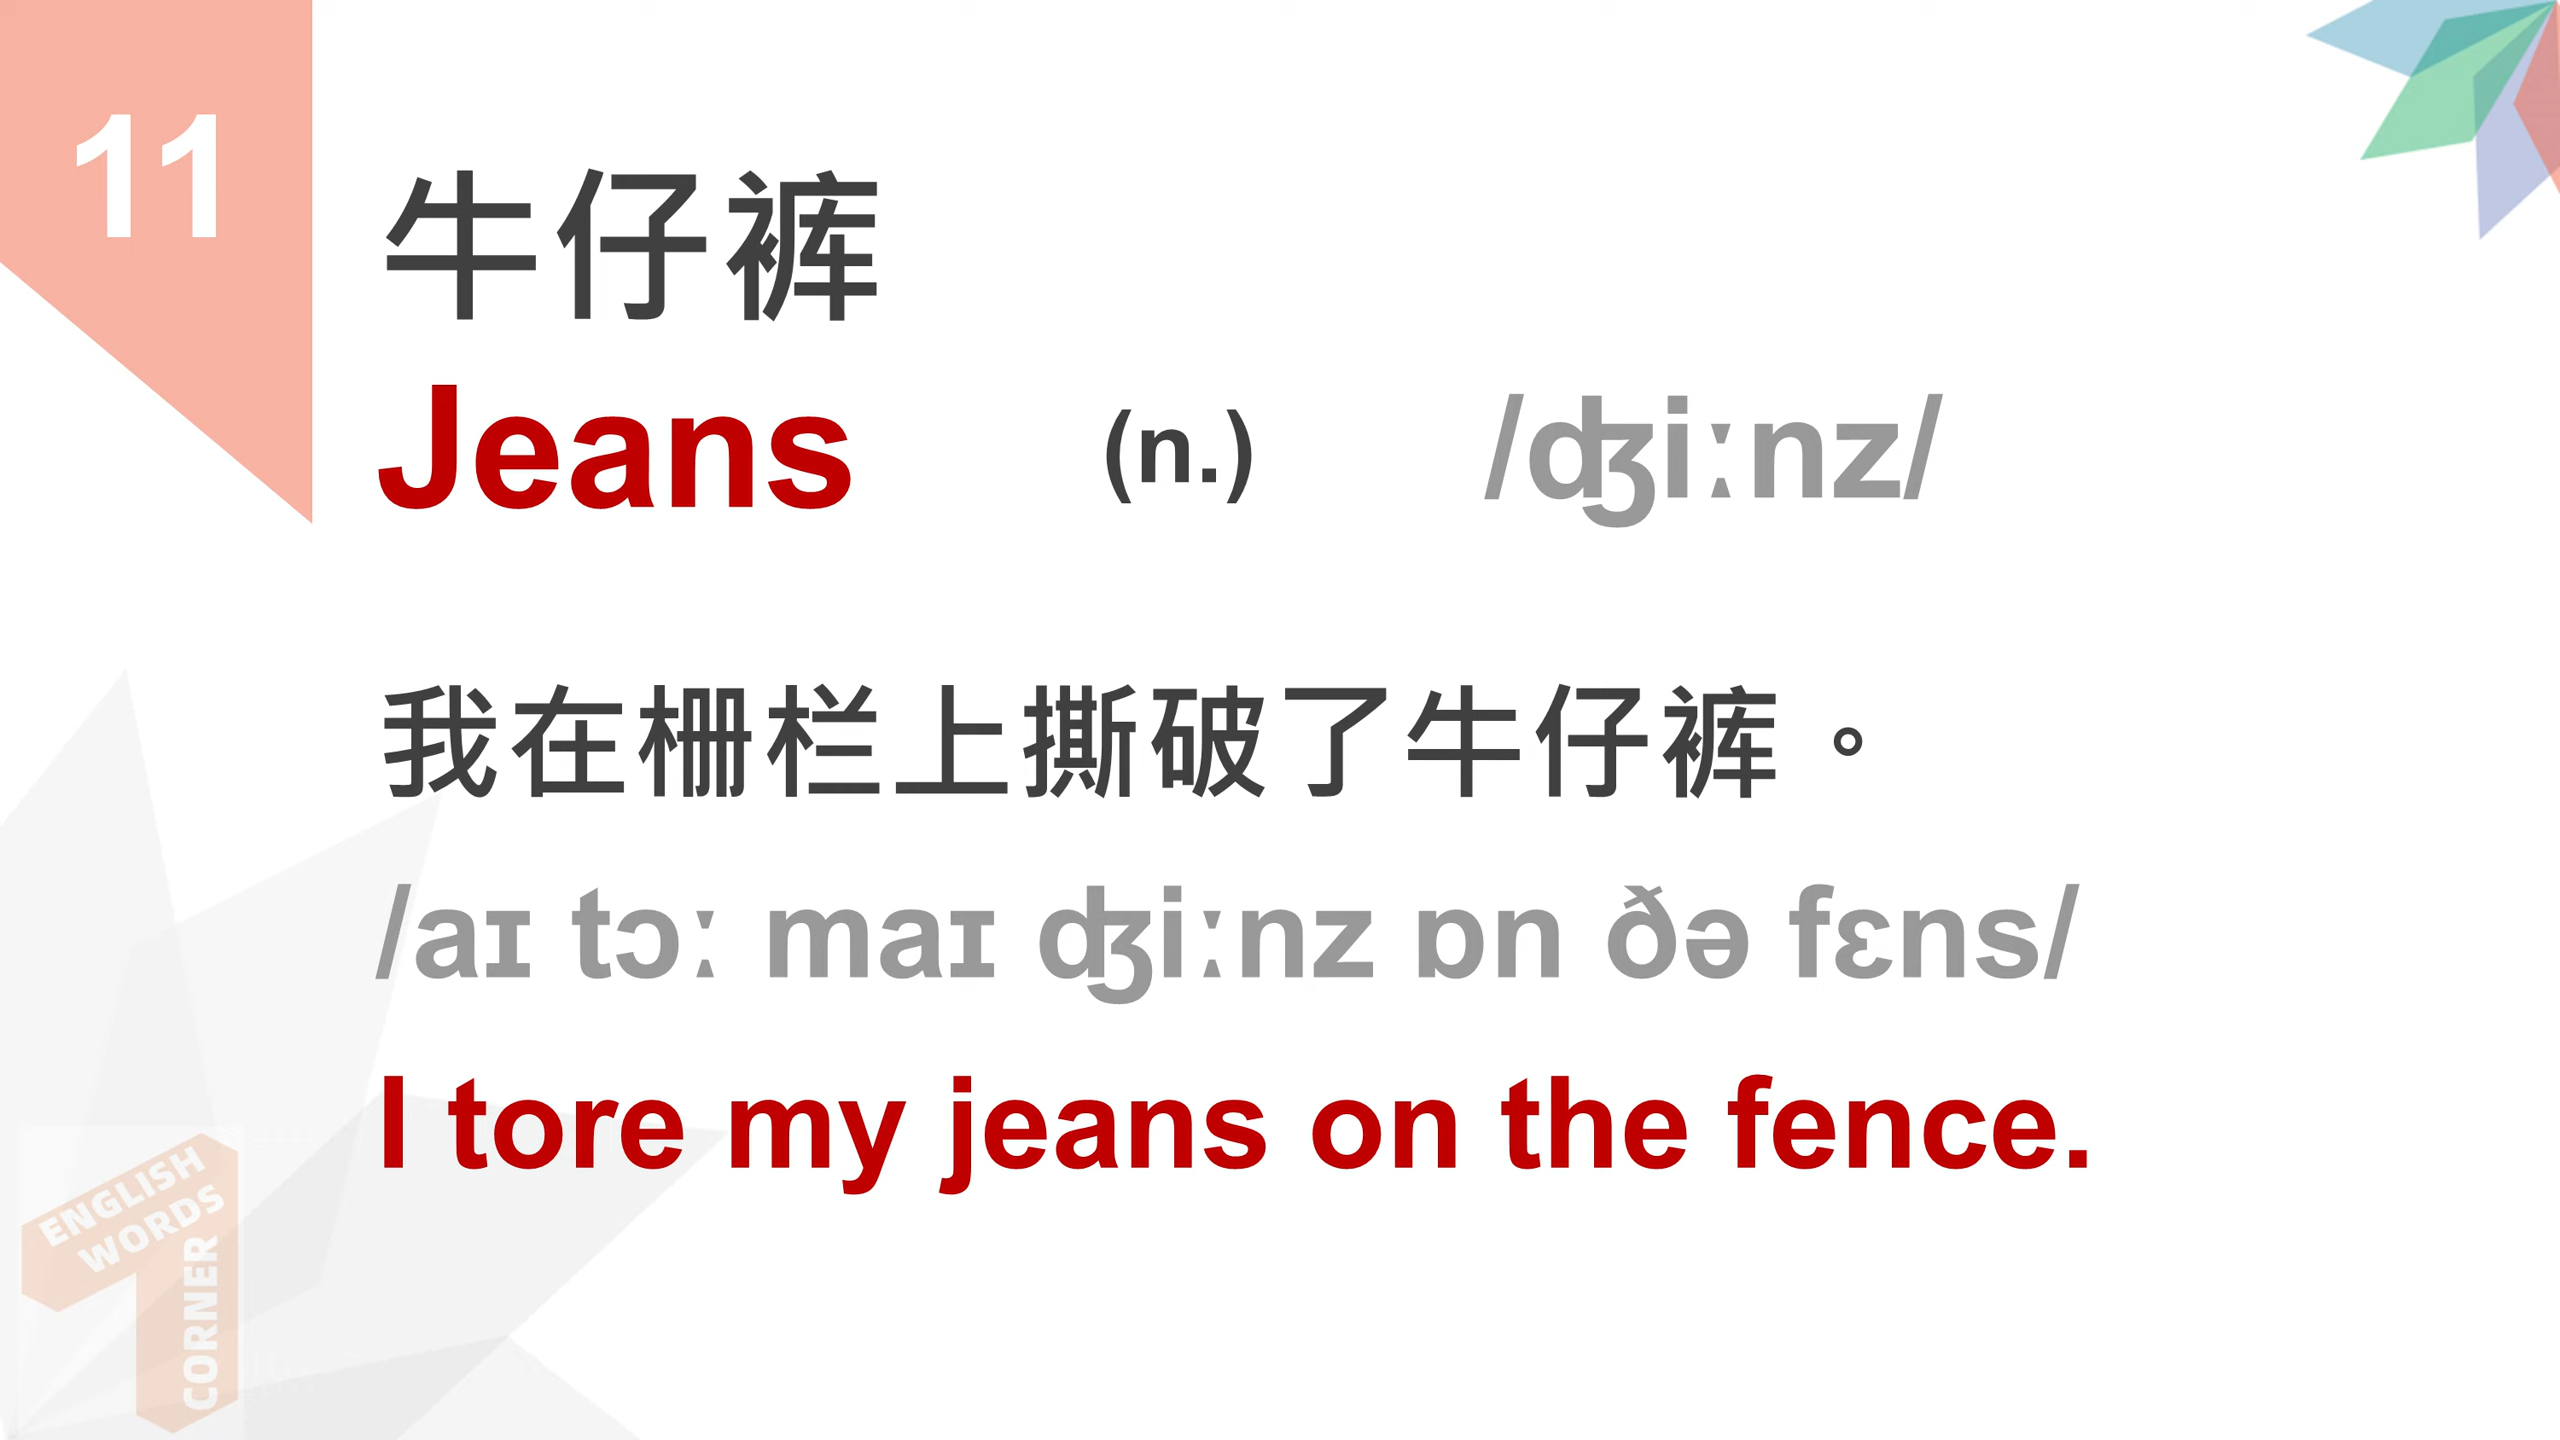 11
牛仔裤
Jeans (n.) /ʤiːnz/
我在栅栏上撕破了牛仔裤。
/aɪ tɔː maɪ ʤiːnz ɒn ðə fɛns/
I tore my jeans on the fence.
ENGLISH
WORDS
CORNER